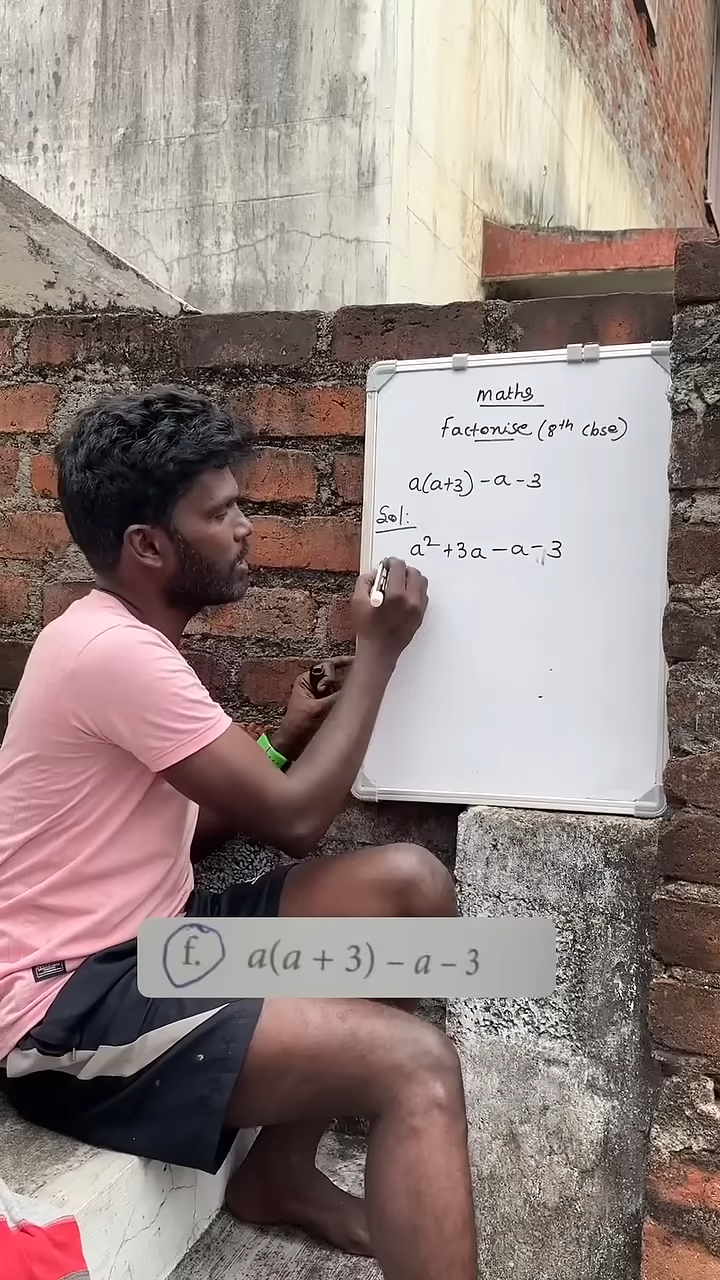 maths
factorise (8th cbse)
a(a+3) - a - 3
Sol:
a² + 3a - a - 3
f. a(a + 3) – a – 3